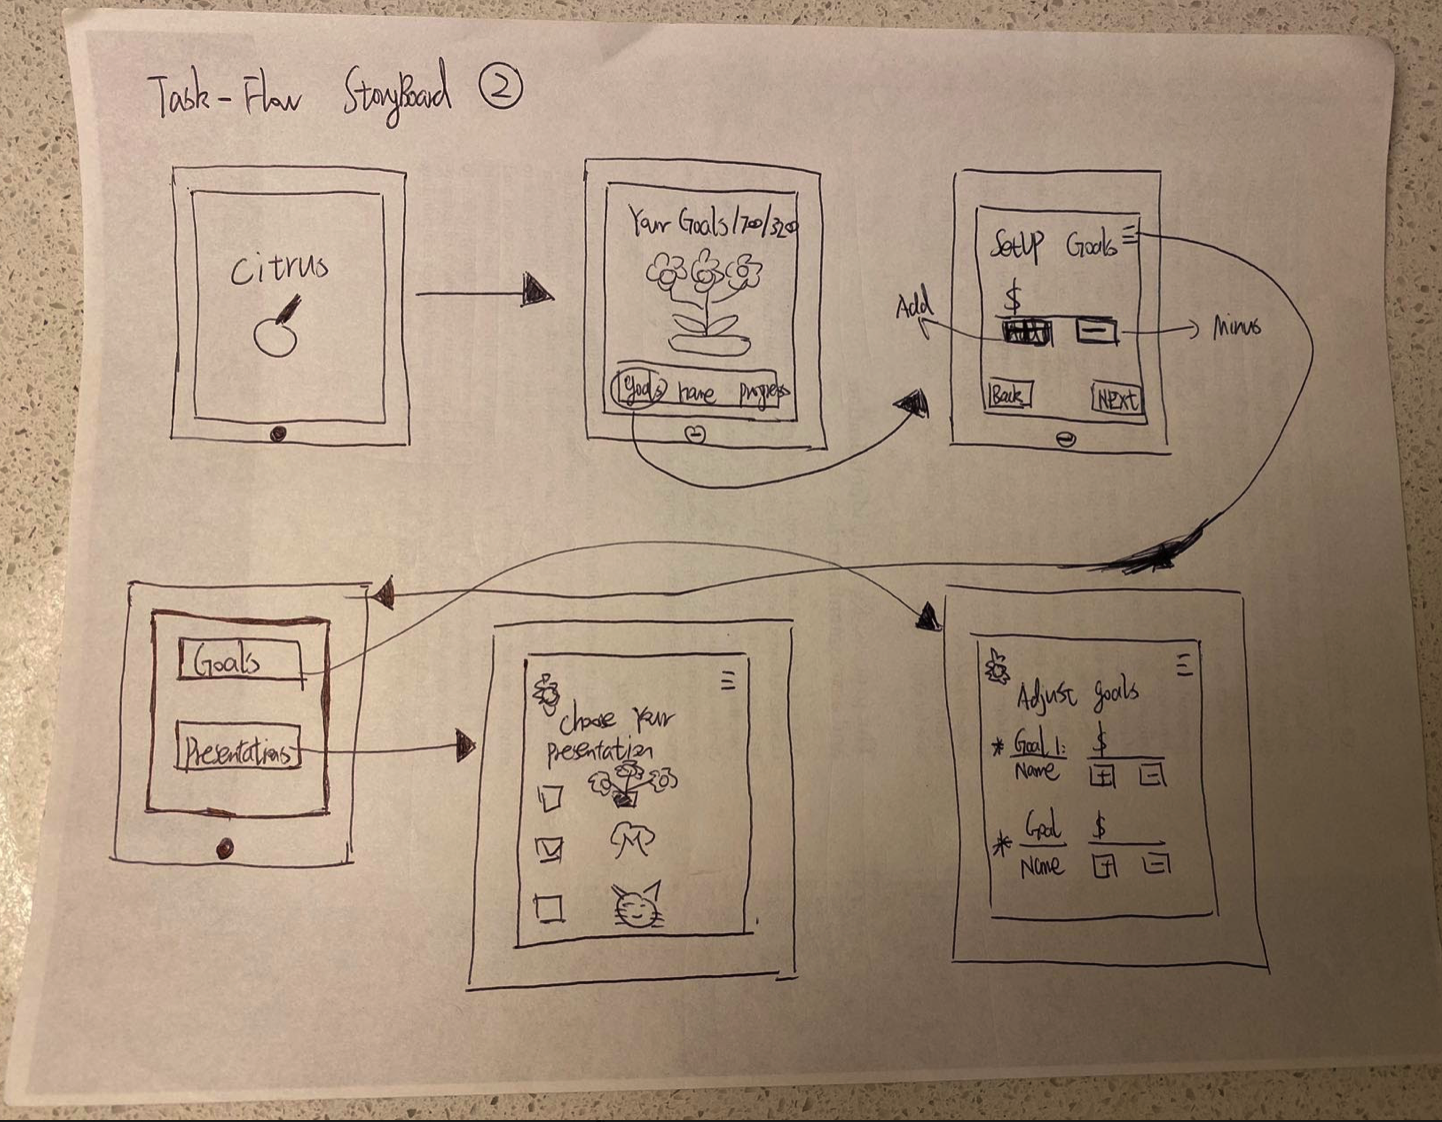 Task-Flow StoryBoard ②
Citrus
Your Goals/700/3200
Goals home progress
SetUP Goals
$
Add
Minus
Back
NEXT
Goals
Presentations
Choose Your
Presentation
Adjust goals
* Goal 1: $
Name + -
* Goal $
Name + -